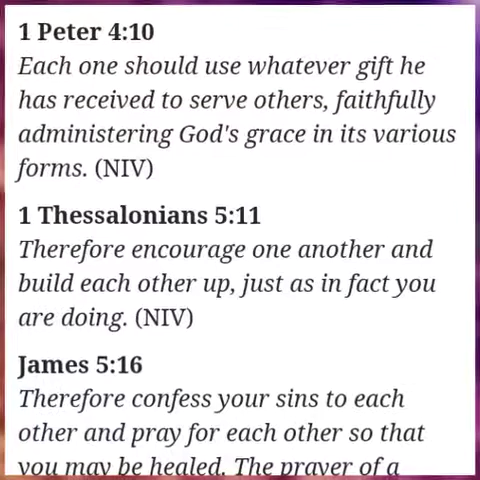 1 Peter 4:10
Each one should use whatever gift he
has received to serve others, faithfully
administering God's grace in its various
forms. (NIV)
1 Thessalonians 5:11
Therefore encourage one another and
build each other up, just as in fact you
are doing. (NIV)
James 5:16
Therefore confess your sins to each
other and pray for each other so that
you may be healed. The prayer of a